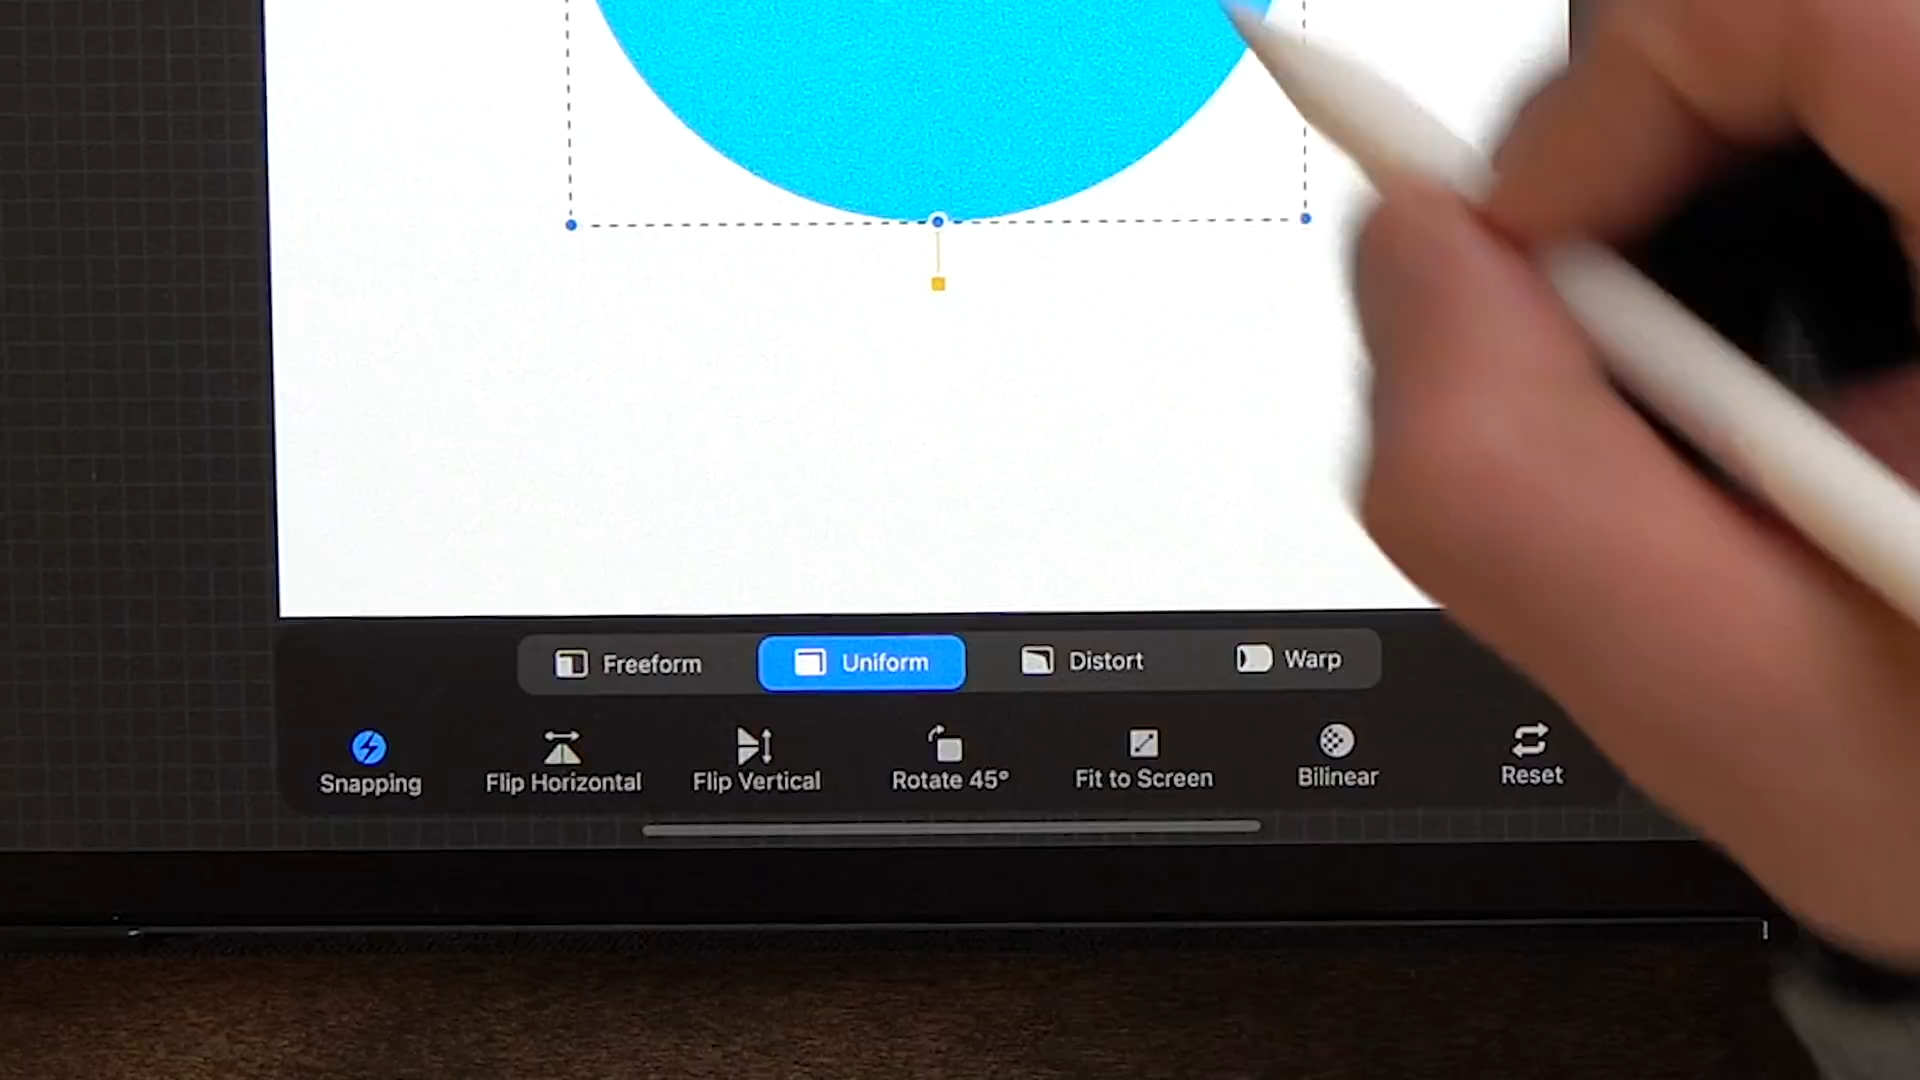 Freeform Uniform Distort Warp
Snapping Flip Horizontal Flip Vertical Rotate 45° Fit to Screen Bilinear Reset